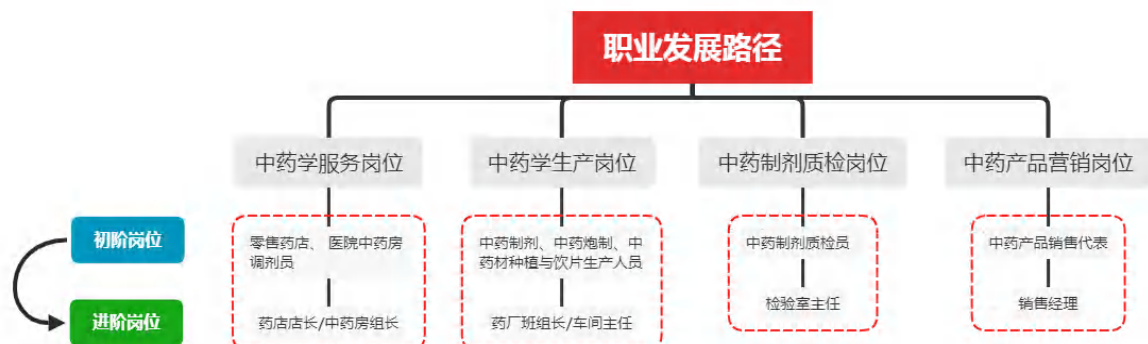 职业发展路径
中药学服务岗位
中药学生产岗位
中药制剂质检岗位
中药产品营销岗位
初阶岗位
零售药店、 医院中药房
调剂员
中药制剂、中药炮制、中
药材种植与饮片生产人员
中药制剂质检员
中药产品销售代表
进阶岗位
药店店长/中药房组长
药厂班组长/车间主任
检验室主任
销售经理